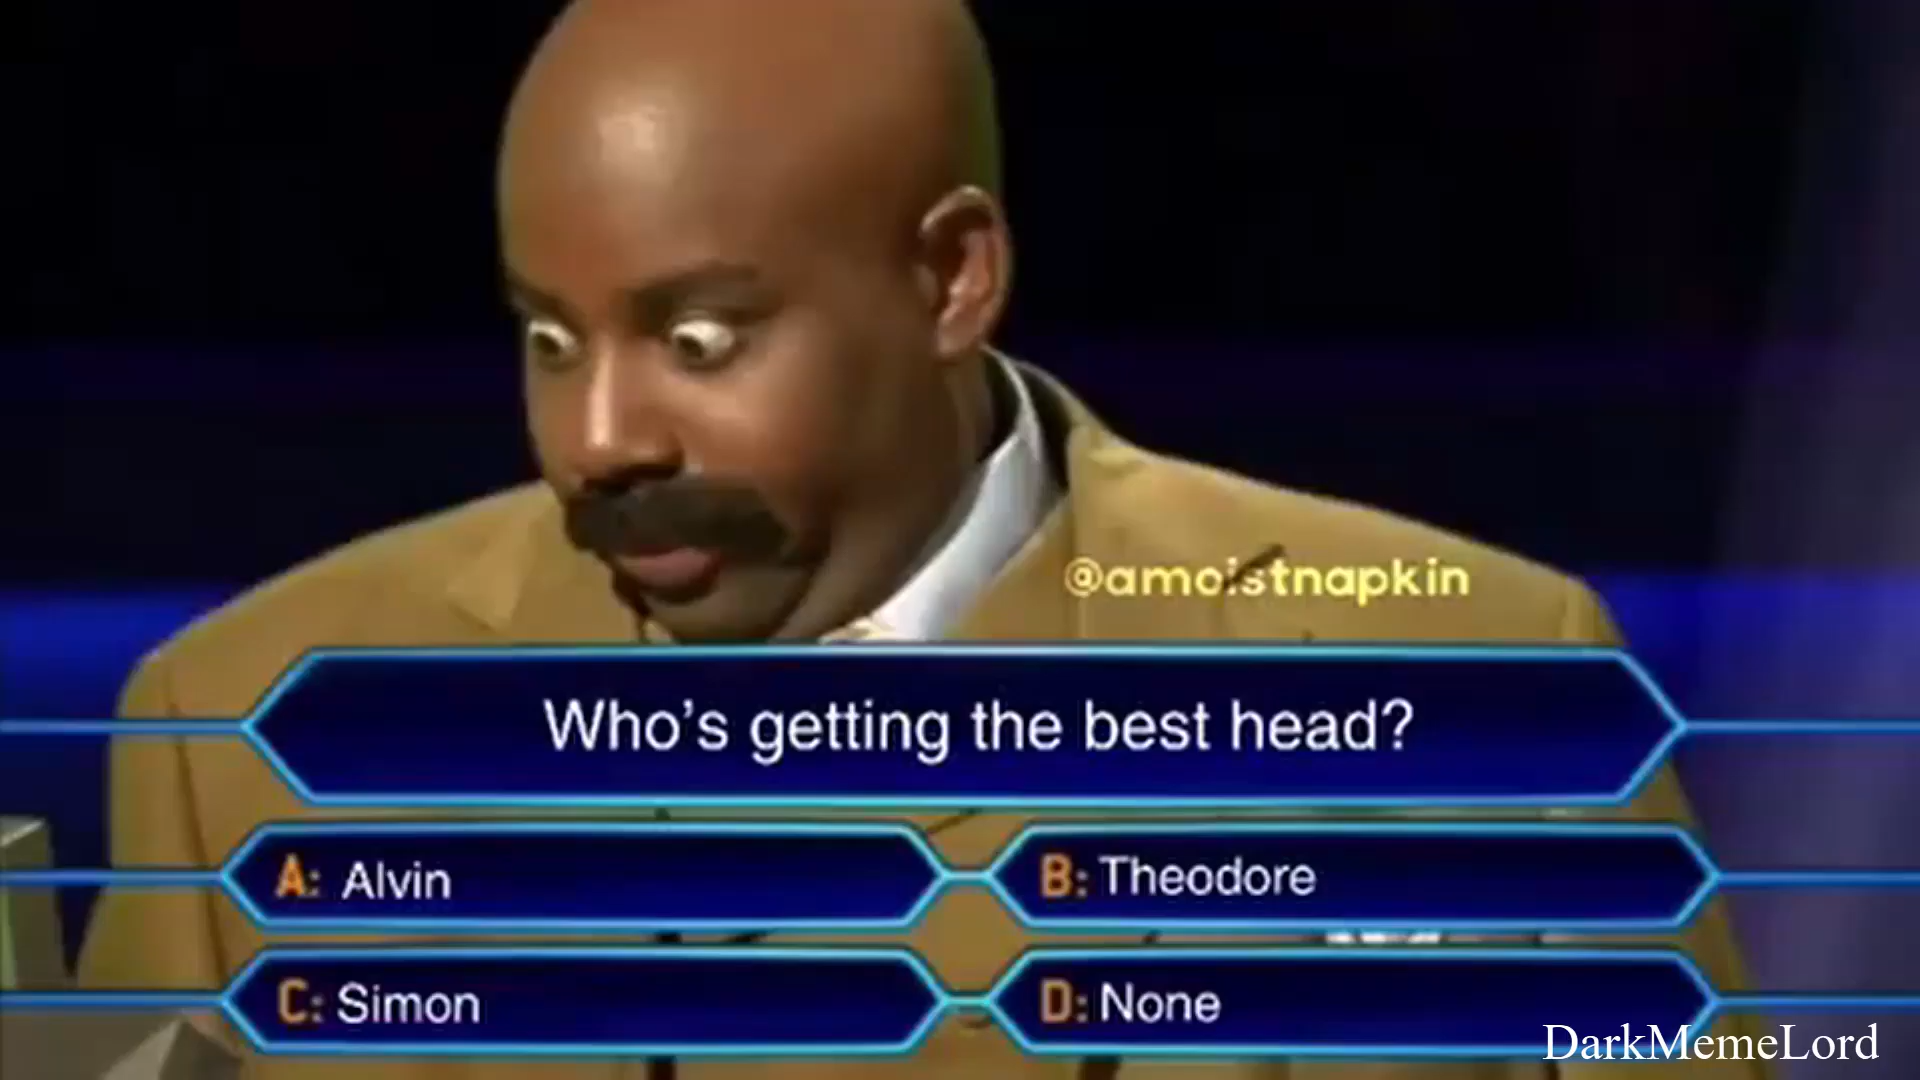 @amoistnapkin
Who's getting the best head?
A: Alvin
B: Theodore
C: Simon
D: None
DarkMemeLord